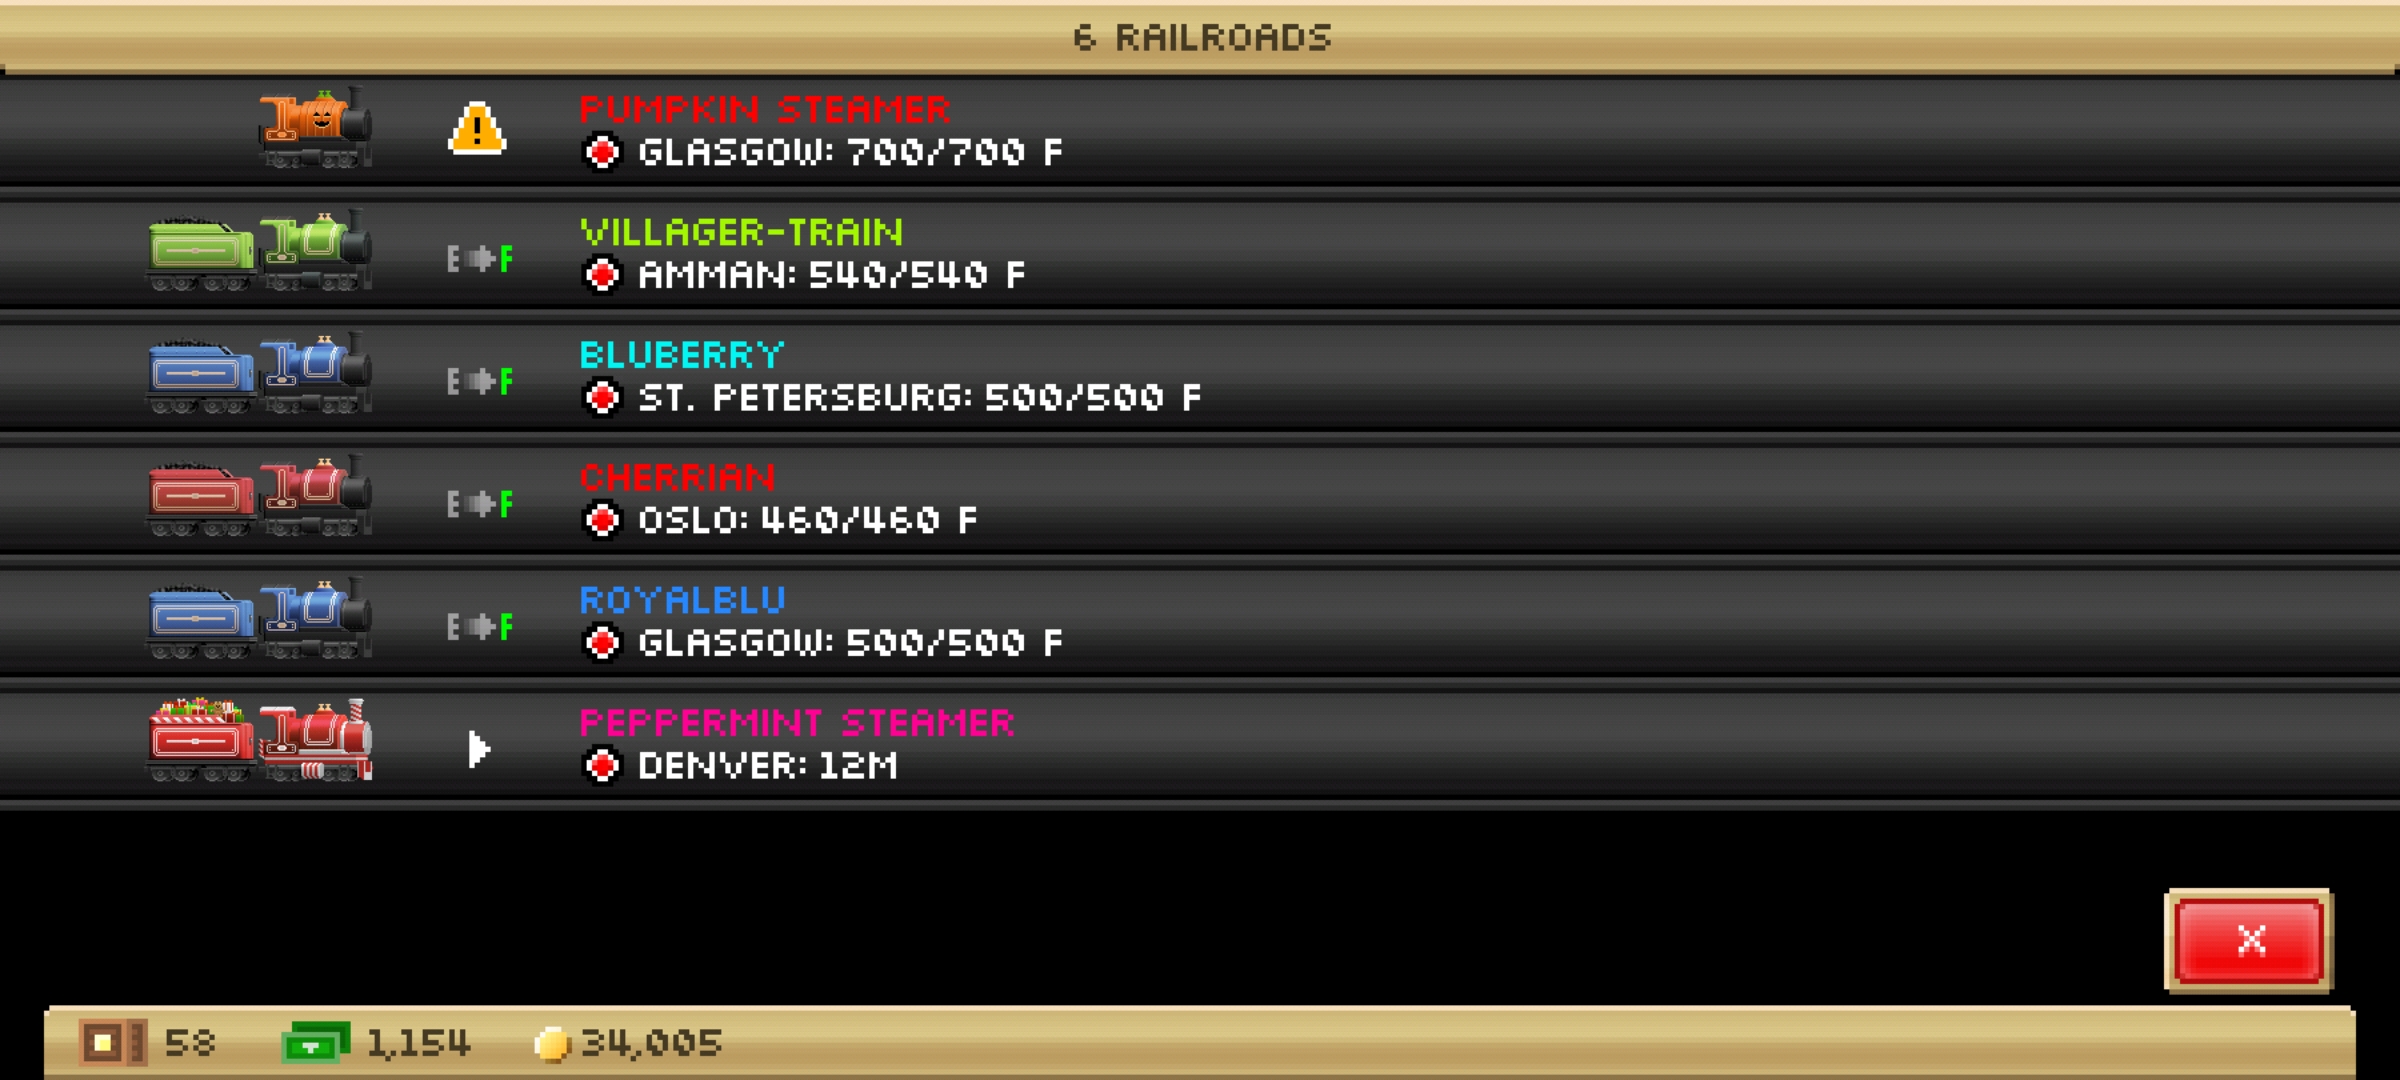 6 RAILROADS
!
PUMPKIN STEAMER
GLASGOW: 700/700 F
VILLAGER-TRAIN
E F
AMMAN: 540/540 F
BLUBERRY
E F
ST. PETERSBURG: 500/500 F
CHERRIAN
E F
OSLO: 460/460 F
ROYALBLU
E F
GLASGOW: 500/500 F
PEPPERMINT STEAMER
DENVER: 12M
X
58 1,154 34,005